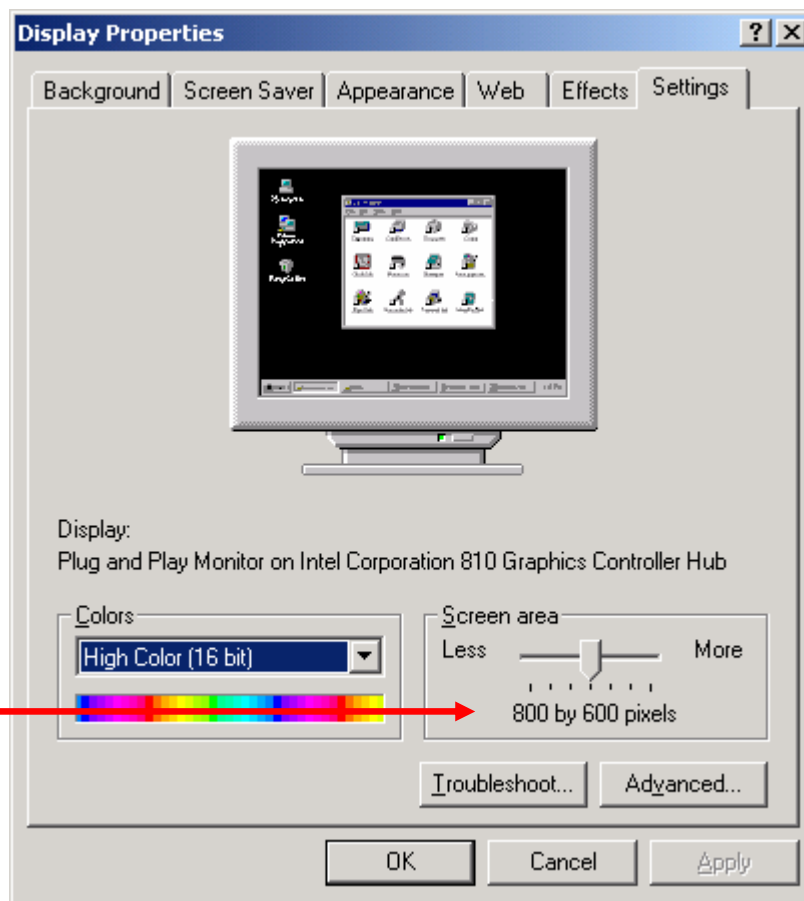 Display Properties
Background Screen Saver Appearance Web Effects Settings
Display:
Plug and Play Monitor on Intel Corporation 810 Graphics Controller Hub
Colors
High Color (16 bit)
Screen area
Less More
800 by 600 pixels
Troubleshoot... Advanced...
OK Cancel Apply